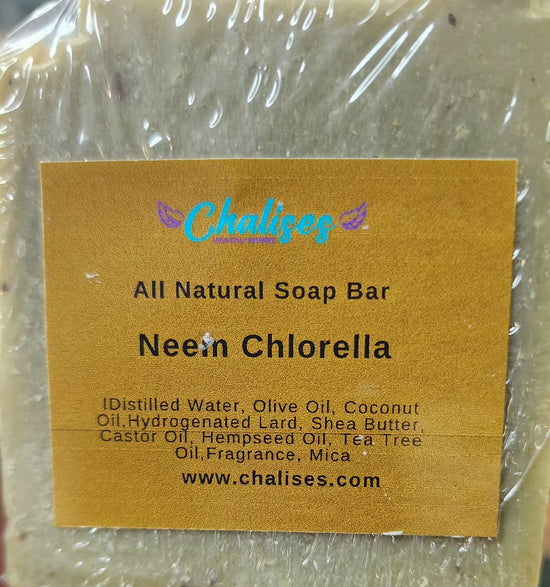 Chalises
All Natural Soap Bar
Neem Chlorella
IDistilled Water, Olive Oil, Coconut
Oil,Hydrogenated Lard, Shea Butter,
Castor Oil, Hempseed Oil, Tea Tree
Oil,Fragrance, Mica
www.chalises.com